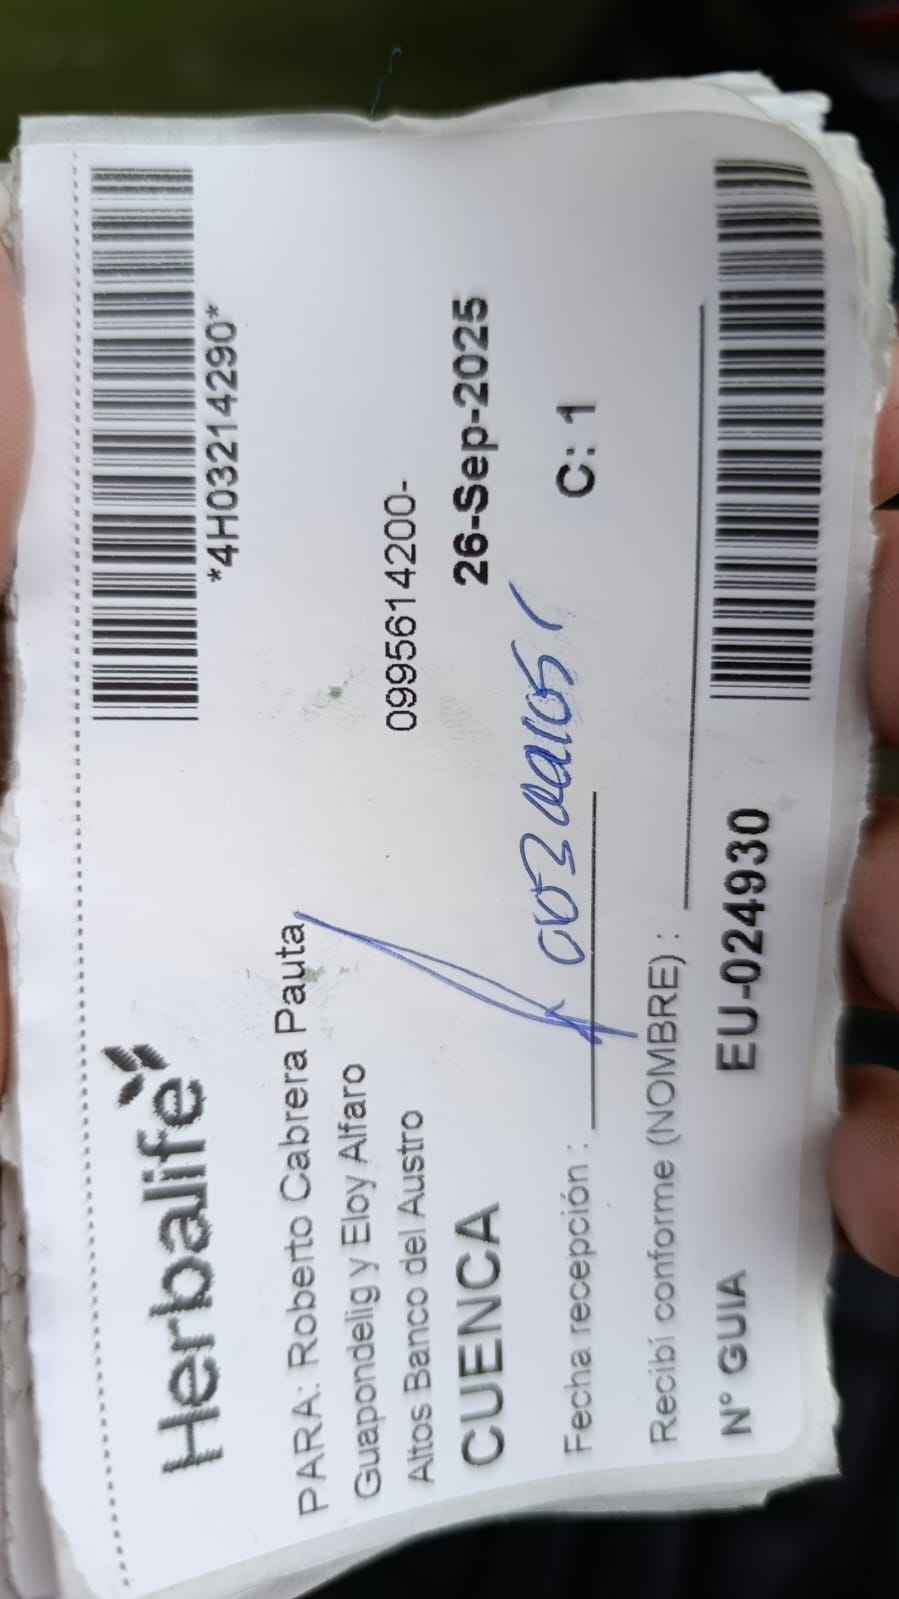 Herbalife
*4H03214290*
PARA: Roberto Cabrera Pauta
Guapondelig y Eloy Alfaro
0995614200-
Altos Banco del Austro
CUENCA
26-Sep-2025
Fecha recepción :
C: 1
Recibí conforme (NOMBRE) :
N° GUIA
EU-024930